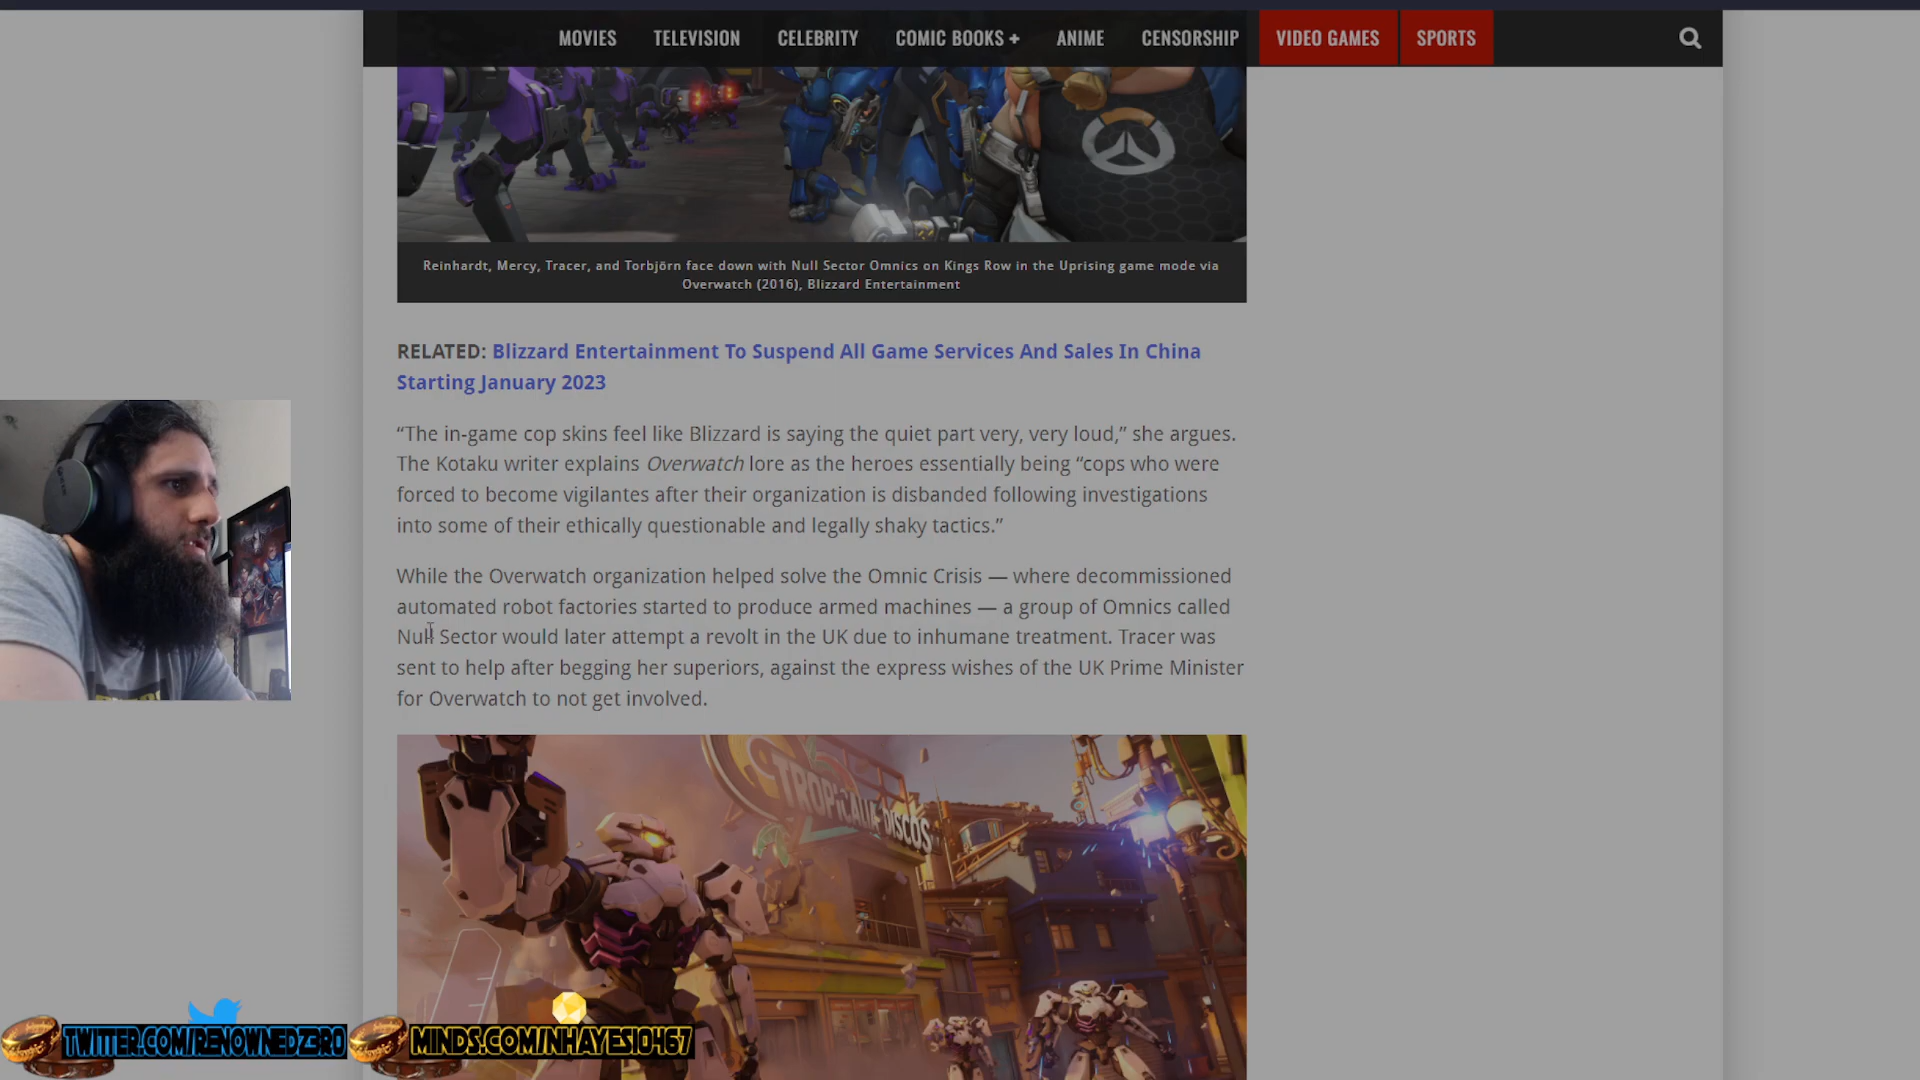 MOVIES TELEVISION CELEBRITY COMIC BOOKS + ANIME CENSORSHIP VIDEO GAMES SPORTS
Reinhardt, Mercy, Tracer, and Torbjörn face down with Null Sector Omnics on Kings Row in the Uprising game mode via
Overwatch (2016), Blizzard Entertainment
RELATED: Blizzard Entertainment To Suspend All Game Services And Sales In China
Starting January 2023
“The in-game cop skins feel like Blizzard is saying the quiet part very, very loud,” she argues.
The Kotaku writer explains Overwatch lore as the heroes essentially being “cops who were
forced to become vigilantes after their organization is disbanded following investigations
into some of their ethically questionable and legally shaky tactics.”
While the Overwatch organization helped solve the Omnic Crisis — where decommissioned
automated robot factories started to produce armed machines — a group of Omnics called
Null Sector would later attempt a revolt in the UK due to inhumane treatment. Tracer was
sent to help after begging her superiors, against the express wishes of the UK Prime Minister
for Overwatch to not get involved.
TROPICALIA DISCOS
TWITTER.COM/RENOWNEDZ3R0 MINDS.COM/NHAYES10467